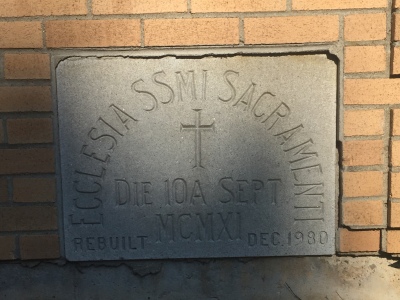 ECCLESIA SSMI SACRAMENTI
DIE 10A SEPT.
MCMXI
REBUILT DEC. 1980